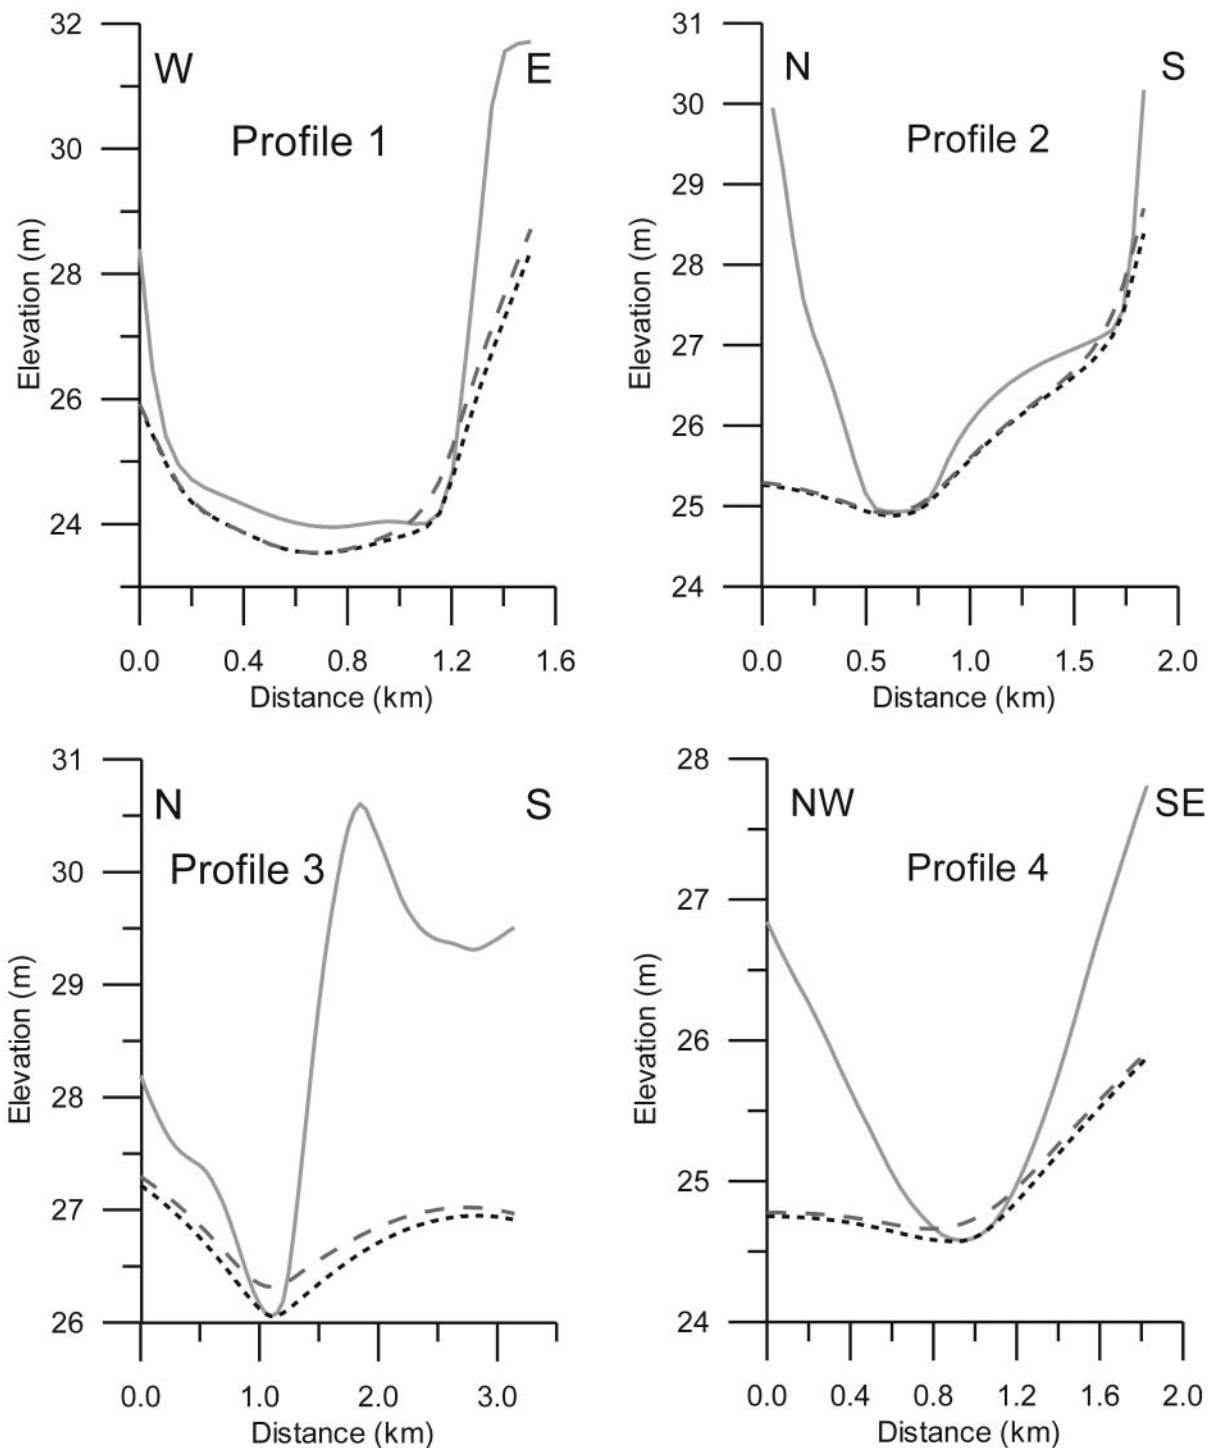 32
30
28
26
24
Elevation (m)
W
E
Profile 1
0.0 0.4 0.8 1.2 1.6
Distance (km)
31
30
29
28
27
26
25
24
Elevation (m)
N
S
Profile 2
0.0 0.5 1.0 1.5 2.0
Distance (km)
31
30
29
28
27
26
Elevation (m)
N
S
Profile 3
0.0 1.0 2.0 3.0
Distance (km)
28
27
26
25
24
Elevation (m)
NW
SE
Profile 4
0.0 0.4 0.8 1.2 1.6 2.0
Distance (km)